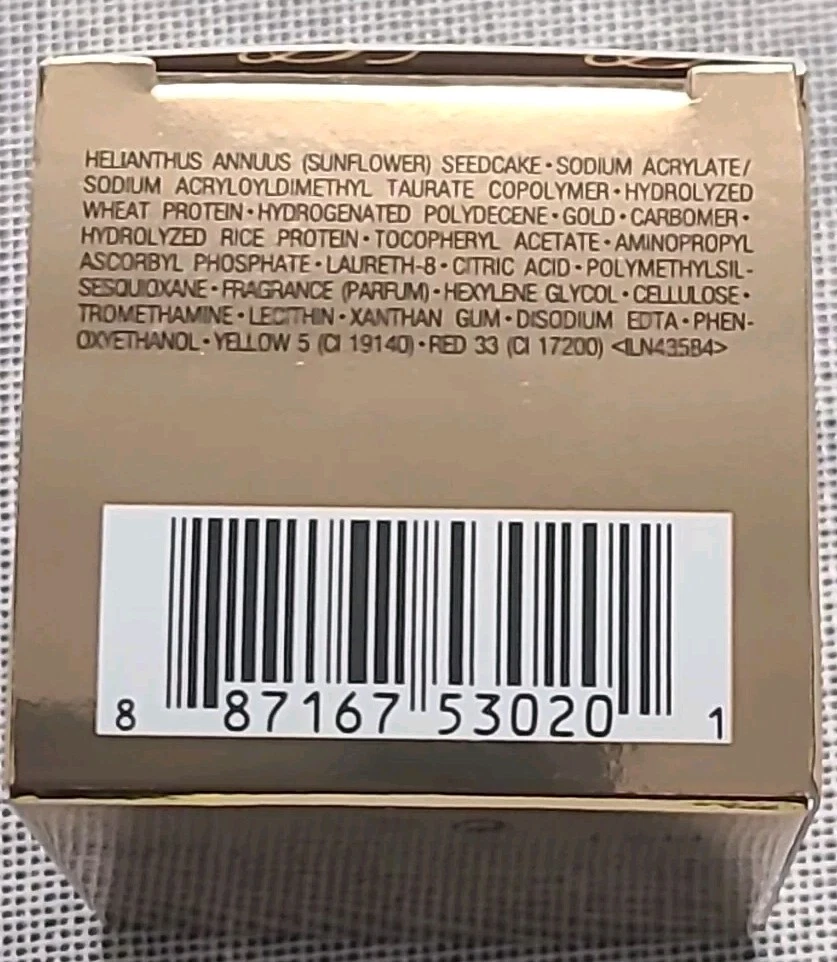 HELIANTHUS ANNUUS (SUNFLOWER) SEEDCAKE • SODIUM ACRYLATE/
SODIUM ACRYLOYLDIMETHYL TAURATE COPOLYMER • HYDROLYZED
WHEAT PROTEIN • HYDROGENATED POLYDECENE • GOLD • CARBOMER •
HYDROLYZED RICE PROTEIN • TOCOPHERYL ACETATE • AMINOPROPYL
ASCORBYL PHOSPHATE • LAURETH-8 • CITRIC ACID • POLYMETHYLSIL-
SESQUIOXANE • FRAGRANCE (PARFUM) • HEXYLENE GLYCOL • CELLULOSE •
TROMETHAMINE • LECITHIN • XANTHAN GUM • DISODIUM EDTA • PHEN-
OXYETHANOL • YELLOW 5 (CI 19140) • RED 33 (CI 17200) <ILN43584>
8 87167 53020 1